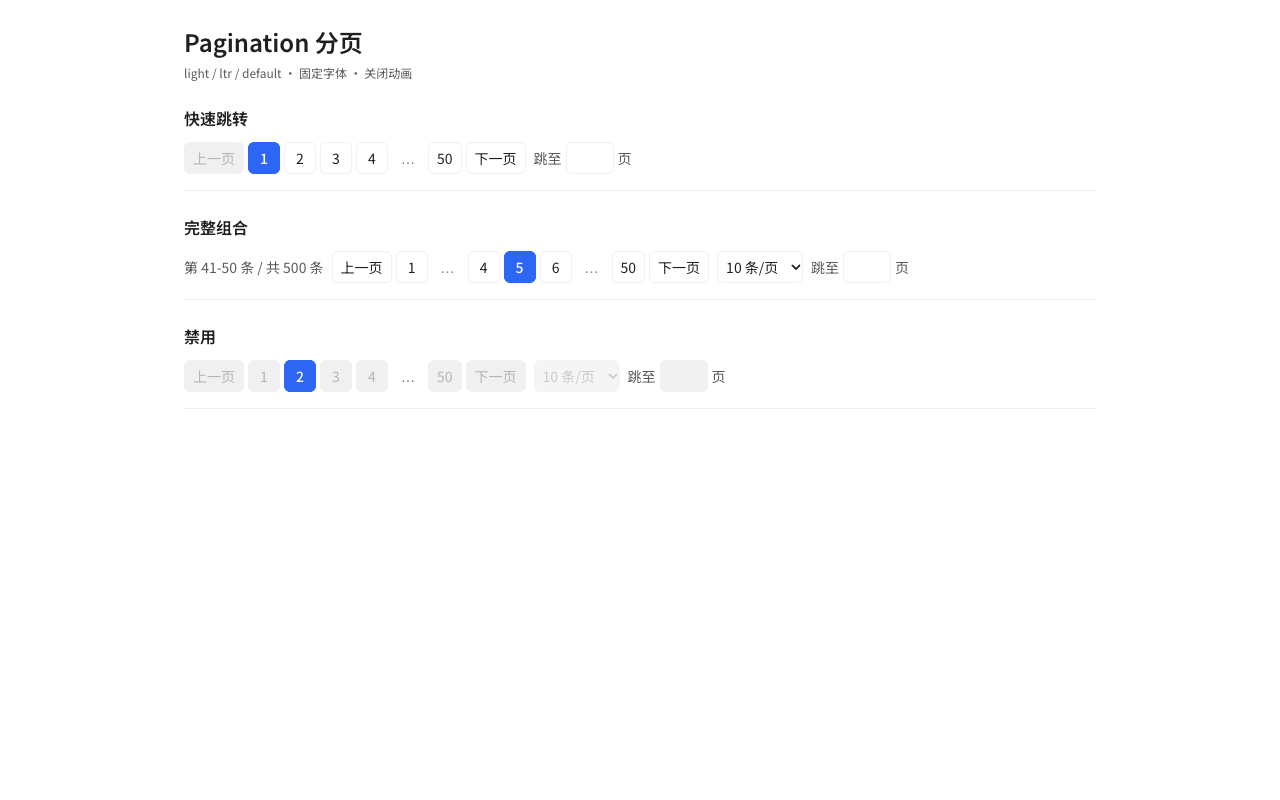 Pagination 分页
light / ltr / default · 固定字体 · 关闭动画
快速跳转
上一页 1 2 3 4 … 50 下一页 跳至 页
完整组合
第 41-50 条 / 共 500 条 上一页 1 … 4 5 6 … 50 下一页 10 条/页 跳至 页
禁用
上一页 1 2 3 4 … 50 下一页 10 条/页 跳至 页